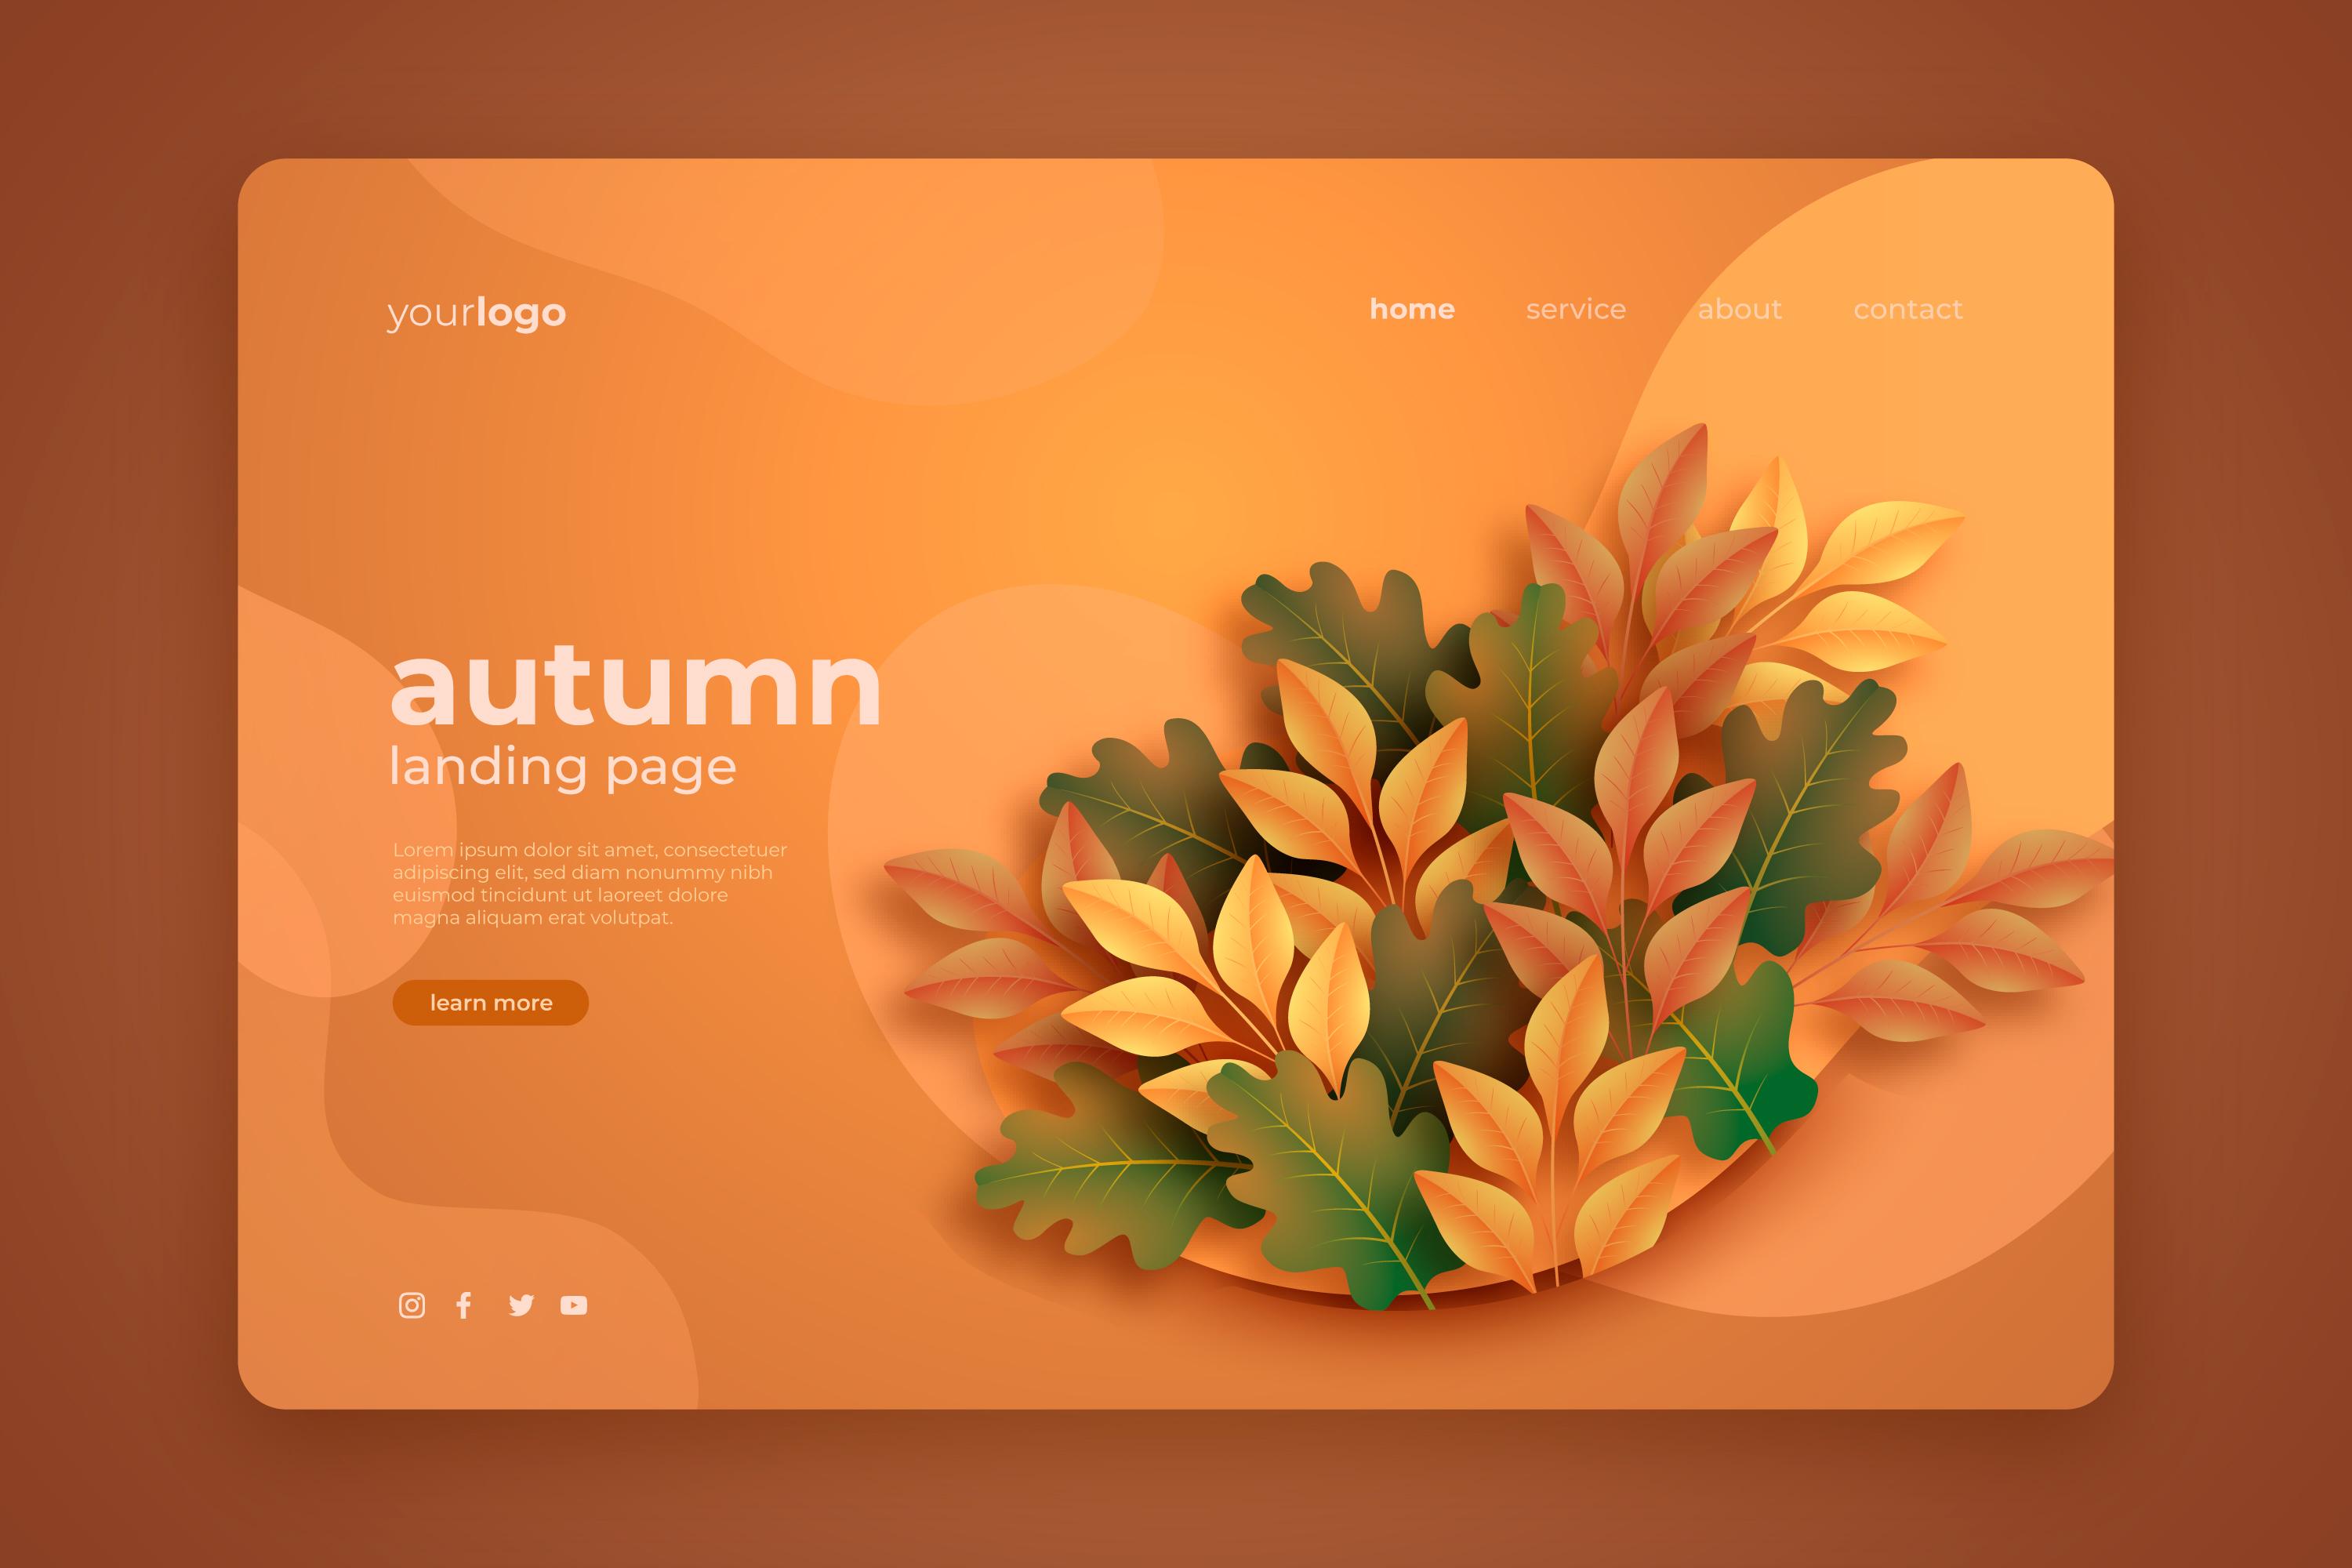 yourlogo
home service about contact
autumn
landing page
Lorem ipsum dolor sit amet, consectetuer
adipiscing elit, sed diam nonummy nibh
euismod tincidunt ut laoreet dolore
magna aliquam erat volutpat.
learn more